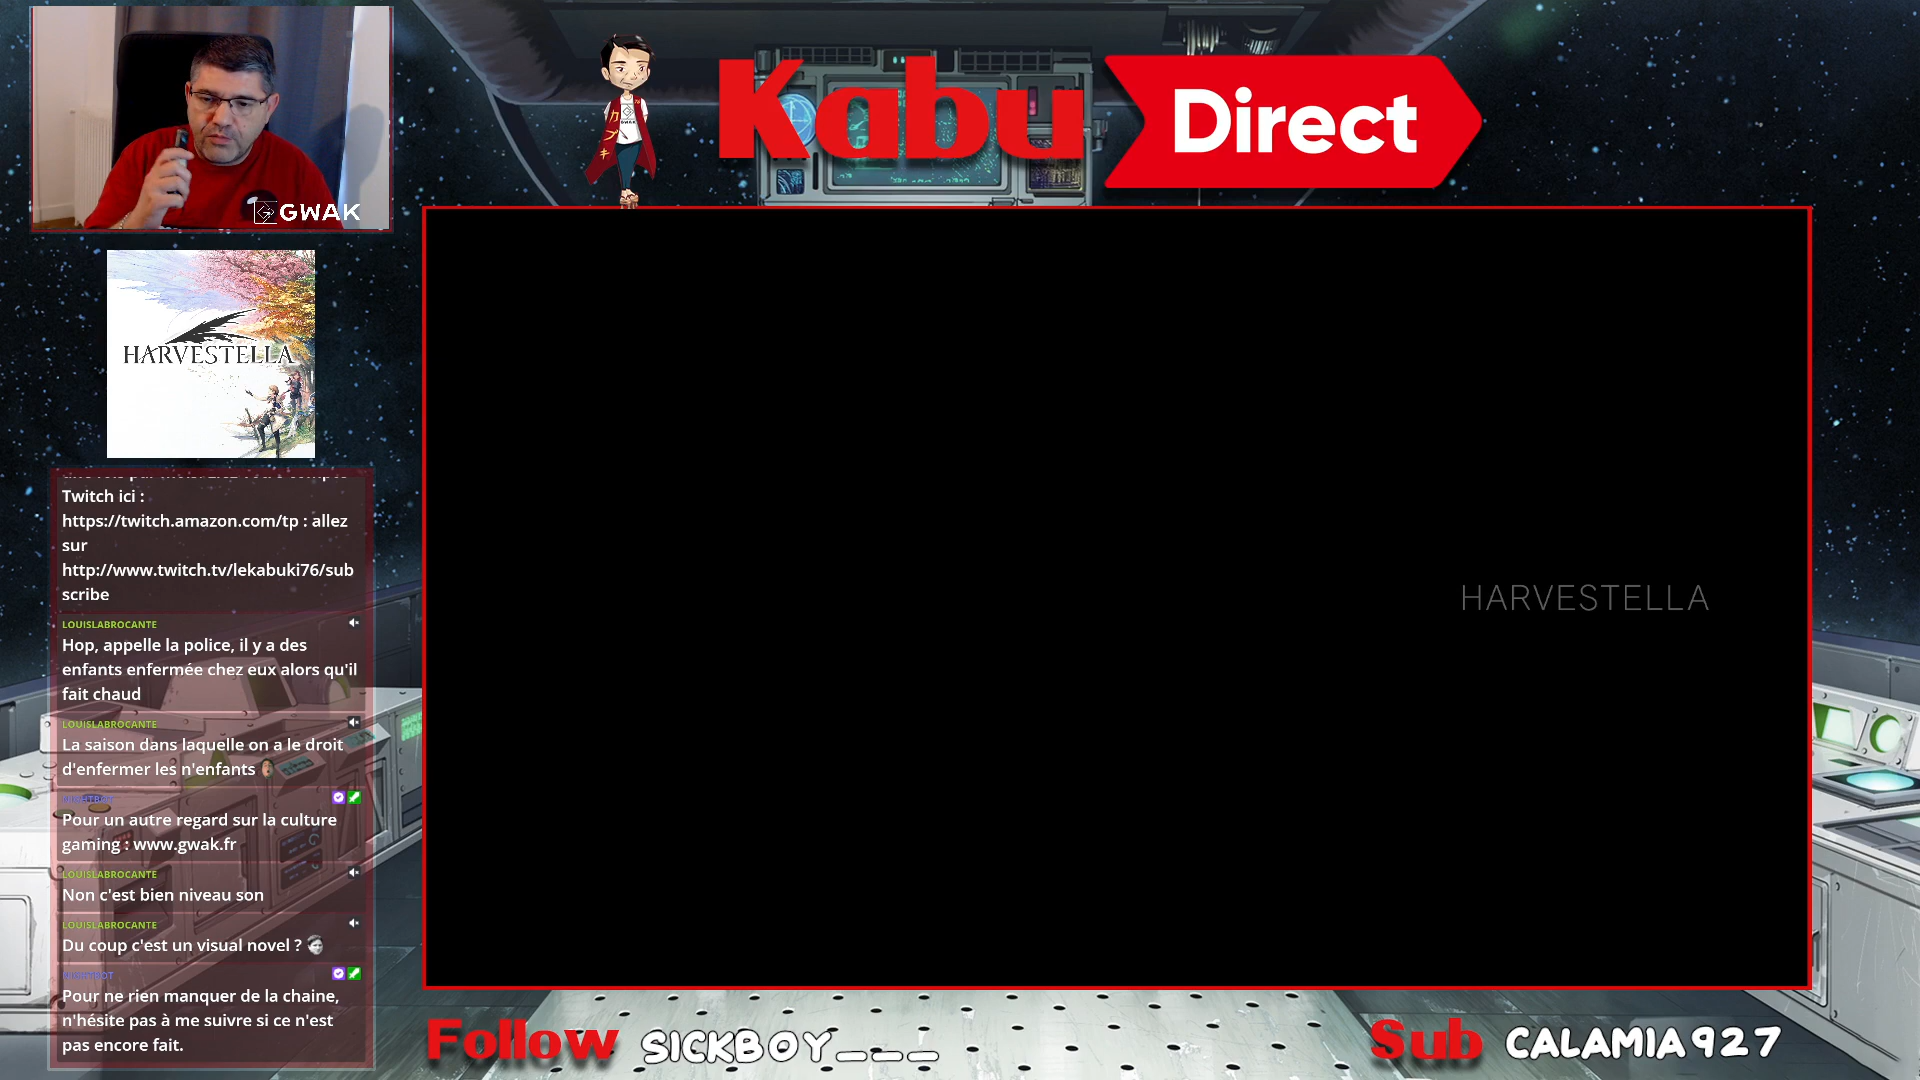 Kabu Direct
GWAK
HARVESTELLA
Twitch ici :
https://twitch.amazon.com/tp : allez
sur
http://www.twitch.tv/lekabuki76/sub
scribe
LOUISLABROCANTE
Hop, appelle la police, il y a des
enfants enfermée chez eux alors qu'il
fait chaud
LOUISLABROCANTE
La saison dans laquelle on a le droit
d'enfermer les n'enfants
NIGHTBOT
Pour un autre regard sur la culture
gaming : www.gwak.fr
LOUISLABROCANTE
Non c'est bien niveau son
LOUISLABROCANTE
Du coup c'est un visual novel ?
NIGHTBOT
Pour ne rien manquer de la chaine,
n'hésite pas à me suivre si ce n'est
pas encore fait.
HARVESTELLA
Follow SICKBOY___
Sub CALAMIA927